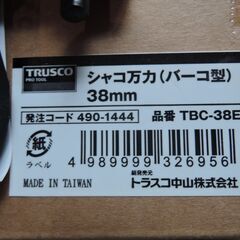 TRUSCO
PRO TOOL
シャコ万力(バーコ型)
38mm
発注コード 490-1444
品番 TBC-38E
紙
ラベル
4 989999 326956
MADE IN TAIWAN
総発売元
トラスコ中山株式会社